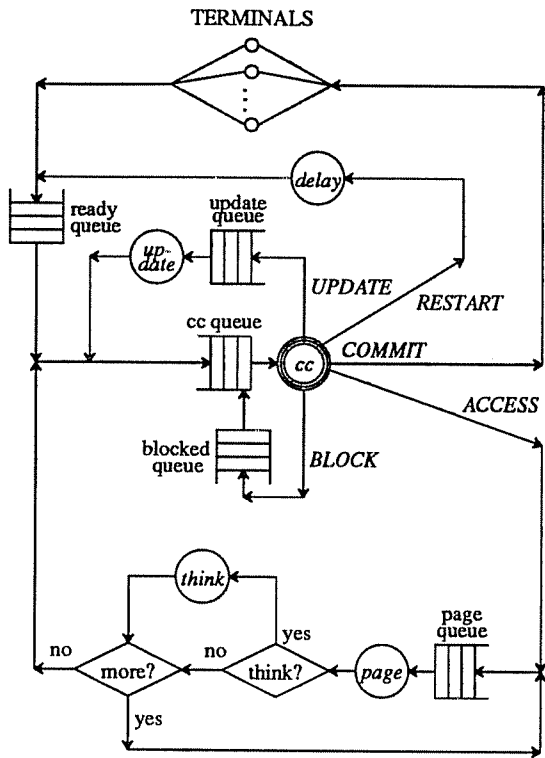 TERMINALS
delay
ready
queue
update
queue
up-
date
UPDATE
RESTART
cc queue
cc
COMMIT
ACCESS
blocked
queue
BLOCK
think
page
queue
no
more?
no
think?
yes
page
yes